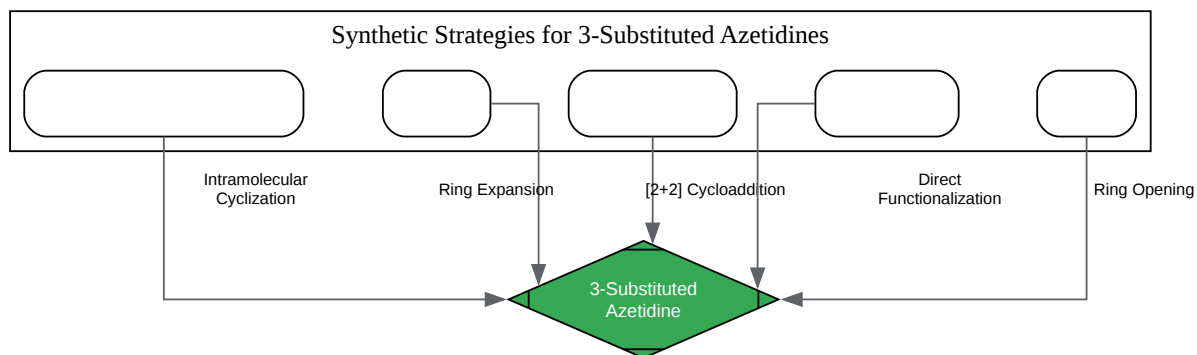 Synthetic Strategies for 3-Substituted Azetidines
Intramolecular
Cyclization
Ring Expansion
[2+2] Cycloaddition
Direct
Functionalization
Ring Opening
3-Substituted
Azetidine